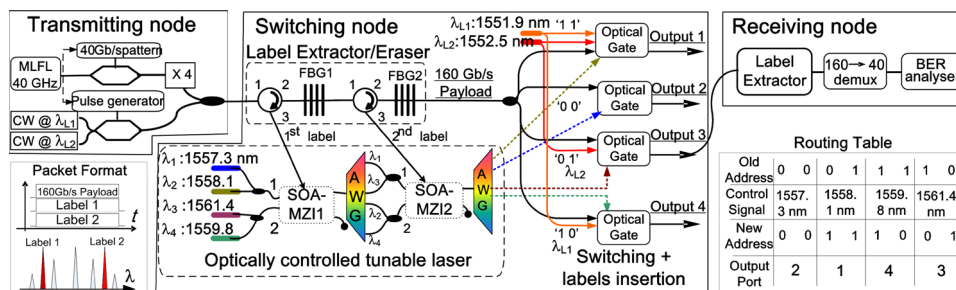 Transmitting node
40Gb/spattern
MLFL
40 GHz
X 4
Pulse generator
CW @ λL1
CW @ λL2
Packet Format
160Gb/s Payload
Label 1
Label 2
t
Label 1
Label 2
λ
Switching node
Label Extractor/Eraser
FBG1
FBG2
1
2
3
1
2
3
160 Gb/s
Payload
1st label
2nd label
λ1 :1557.3 nm
λ2 :1558.1
λ3 :1561.4
λ4 :1559.8
1
2
SOA-
MZI1
A
W
G
λ1
λ3
λ2
λ4
1
2
SOA-
MZI2
A
W
G
Optically controlled tunable laser
λL1:1551.9 nm
λL2:1552.5 nm
'1 1'
Optical
Gate
Output 1
'0 0'
Optical
Gate
Output 2
'0 1'
λL2
Optical
Gate
Output 3
'1 0'
λL1
Optical
Gate
Output 4
Switching +
labels insertion
Receiving node
Label
Extractor
160→ 40
demux
BER
analyser
Routing Table
Old
Address
0 0
0 1
1 1
1 0
Control
Signal
1557.
3 nm
1558.
1 nm
1559.
8 nm
1561.4
nm
New
Address
0 0
1 1
1 0
0 1
Output
Port
2
1
4
3